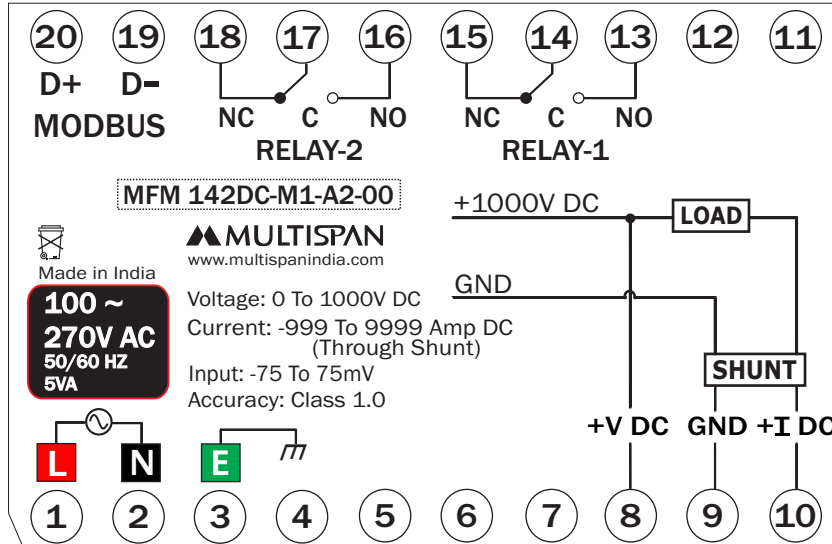 20 19 18 17 16 15 14 13 12 11
D+ D-
MODBUS
NC C NO
RELAY-2
NC C NO
RELAY-1
MFM 142DC-M1-A2-00
+1000V DC
LOAD
MULTISPAN
www.multispanindia.com
Made in India
GND
100 ~
270V AC
50/60 HZ
5VA
Voltage: 0 To 1000V DC
Current: -999 To 9999 Amp DC
(Through Shunt)
Input: -75 To 75mV
Accuracy: Class 1.0
SHUNT
+V DC GND +I DC
L N E
1 2 3 4 5 6 7 8 9 10